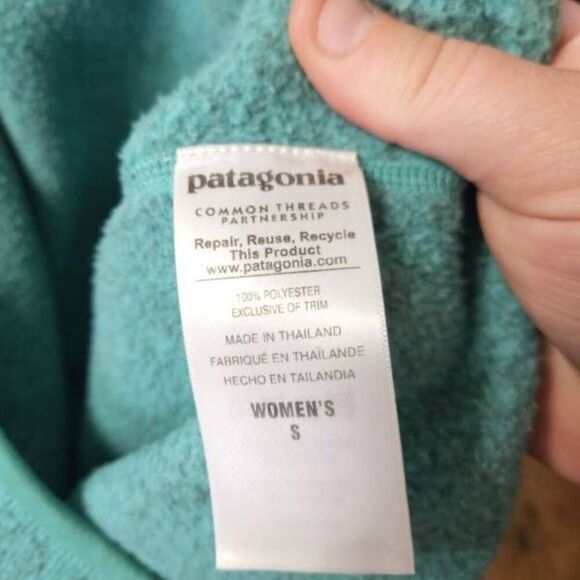 patagonia
COMMON THREADS
PARTNERSHIP
Repair, Reuse, Recycle
This Product
www.patagonia.com
100% POLYESTER
EXCLUSIVE OF TRIM
MADE IN THAILAND
FABRIQUÉ EN THAÏLANDE
HECHO EN TAILANDIA
WOMEN'S
S